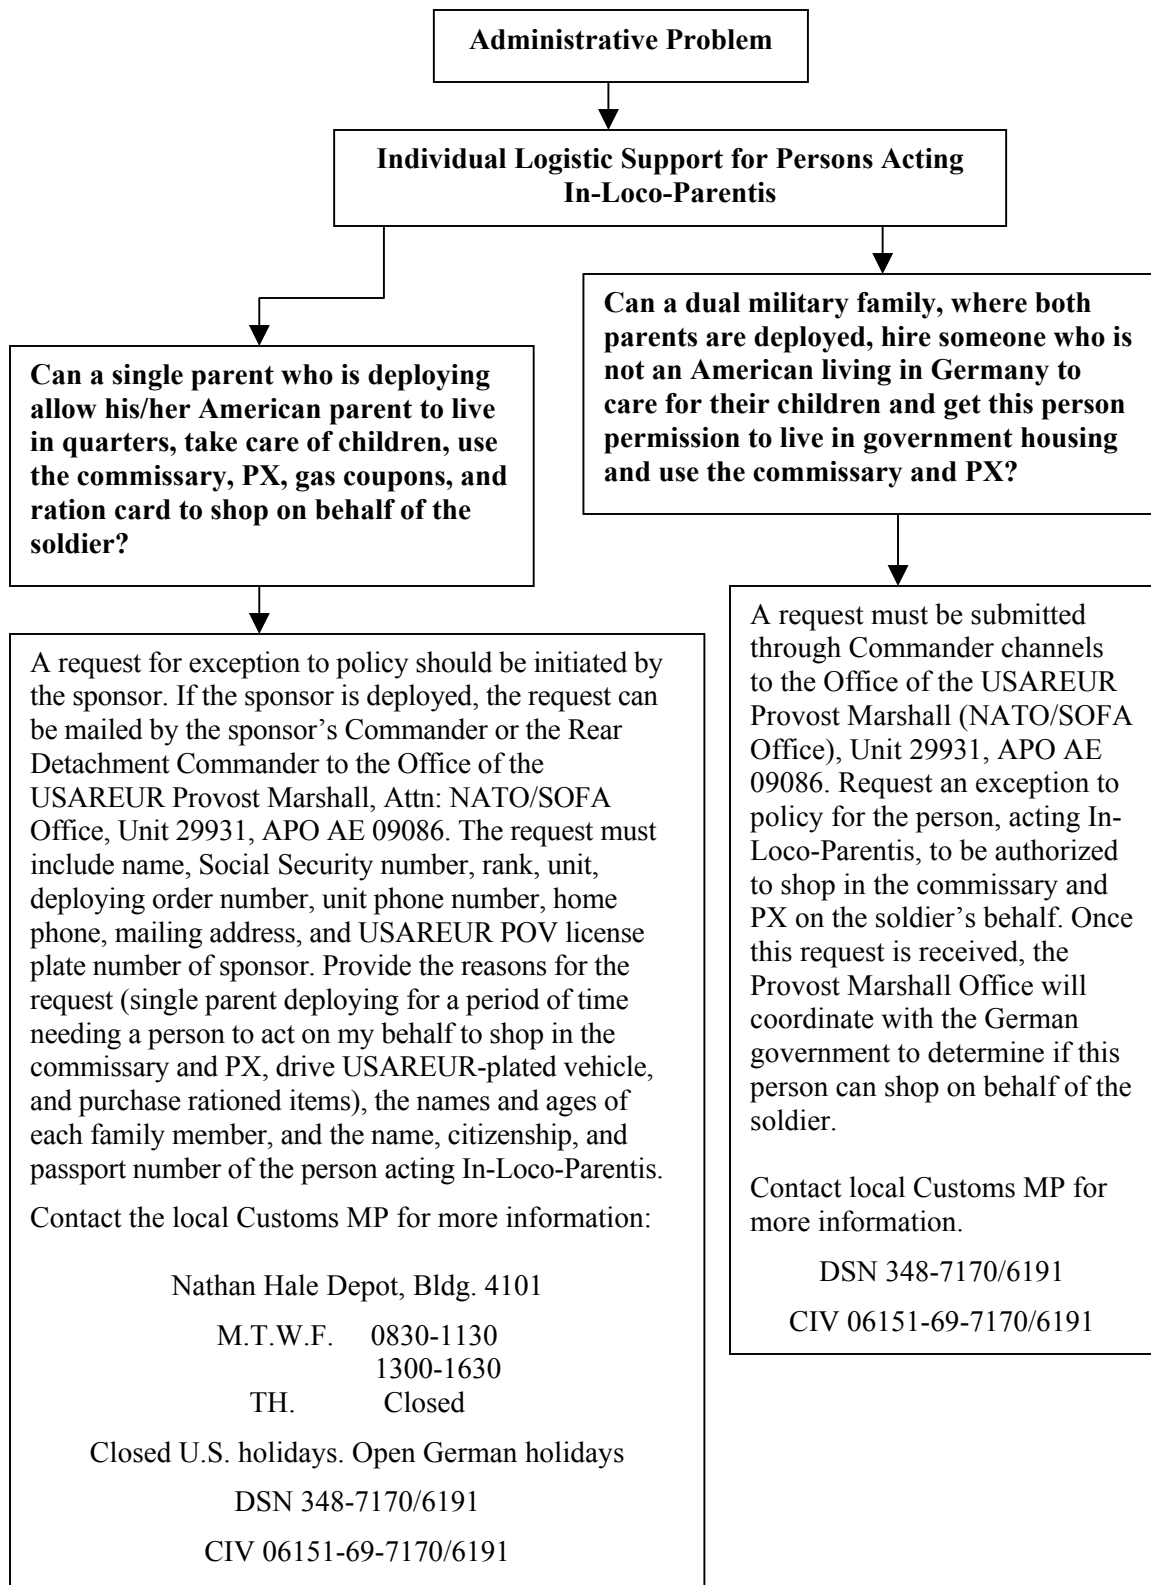 Administrative Problem
Individual Logistic Support for Persons Acting
In-Loco-Parentis
Can a single parent who is deploying
allow his/her American parent to live
in quarters, take care of children, use
the commissary, PX, gas coupons, and
ration card to shop on behalf of the
soldier?
A request for exception to policy should be initiated by
the sponsor. If the sponsor is deployed, the request can
be mailed by the sponsor’s Commander or the Rear
Detachment Commander to the Office of the
USAREUR Provost Marshall, Attn: NATO/SOFA
Office, Unit 29931, APO AE 09086. The request must
include name, Social Security number, rank, unit,
deploying order number, unit phone number, home
phone, mailing address, and USAREUR POV license
plate number of sponsor. Provide the reasons for the
request (single parent deploying for a period of time
needing a person to act on my behalf to shop in the
commissary and PX, drive USAREUR-plated vehicle,
and purchase rationed items), the names and ages of
each family member, and the name, citizenship, and
passport number of the person acting In-Loco-Parentis.
Contact the local Customs MP for more information:
Nathan Hale Depot, Bldg. 4101
M.T.W.F. 0830-1130
1300-1630
TH. Closed
Closed U.S. holidays. Open German holidays
DSN 348-7170/6191
CIV 06151-69-7170/6191
Can a dual military family, where both
parents are deployed, hire someone who is
not an American living in Germany to
care for their children and get this person
permission to live in government housing
and use the commissary and PX?
A request must be submitted
through Commander channels
to the Office of the USAREUR
Provost Marshall (NATO/SOFA
Office), Unit 29931, APO AE
09086. Request an exception to
policy for the person, acting In-
Loco-Parentis, to be authorized
to shop in the commissary and
PX on the soldier’s behalf. Once
this request is received, the
Provost Marshall Office will
coordinate with the German
government to determine if this
person can shop on behalf of the
soldier.
Contact local Customs MP for
more information.
DSN 348-7170/6191
CIV 06151-69-7170/6191